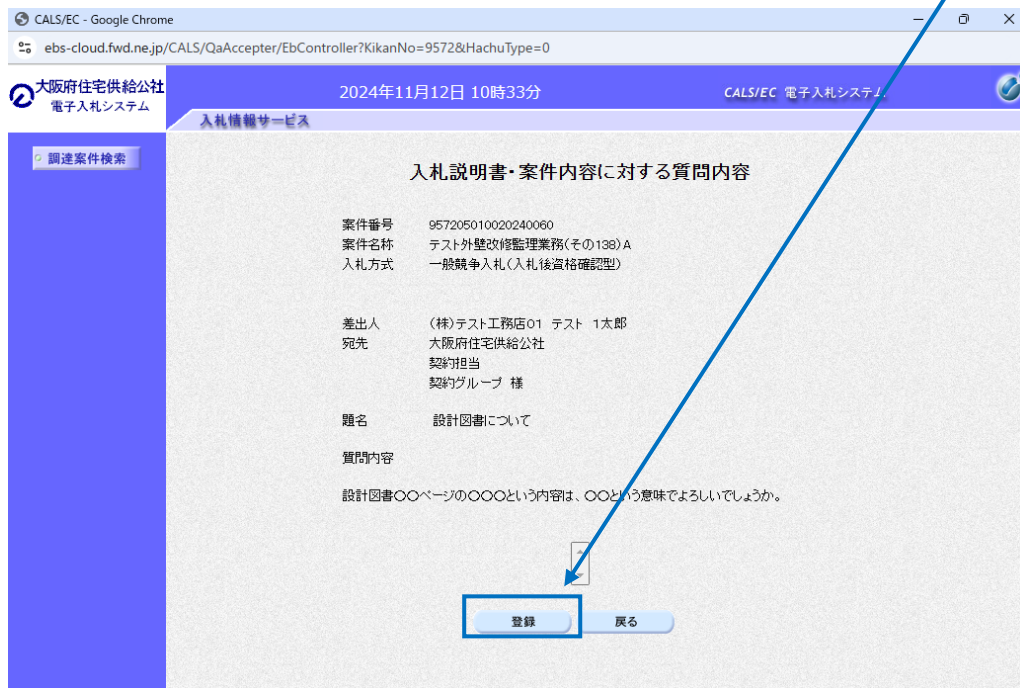 CALS/EC - Google Chrome
ebs-cloud.fwd.ne.jp/CALS/QaAccepter/EbController?KikanNo=9572&HachuType=0
大阪府住宅供給公社
電子入札システム
2024年11月12日 10時33分
CALS/EC 電子入札システム
入札情報サービス
調達案件検索
入札説明書・案件内容に対する質問内容
案件番号 957205010020240060
案件名称 テスト外壁改修監理業務(その138)A
入札方式 一般競争入札(入札後資格確認型)
差出人 (株)テスト工務店01 テスト 1太郎
宛先 大阪府住宅供給公社
契約担当
契約グループ 様
題名 設計図書について
質問内容
設計図書〇〇ページの〇〇〇という内容は、〇〇という意味でよろしいでしょうか。
登録 戻る